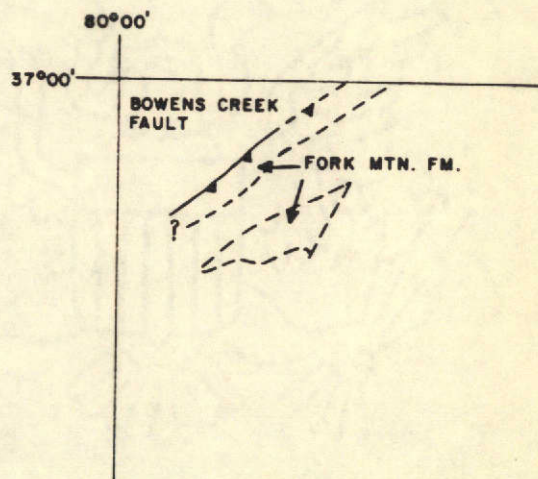 80°00'
37°00'
BOWENS CREEK
FAULT
FORK MTN. FM.
?